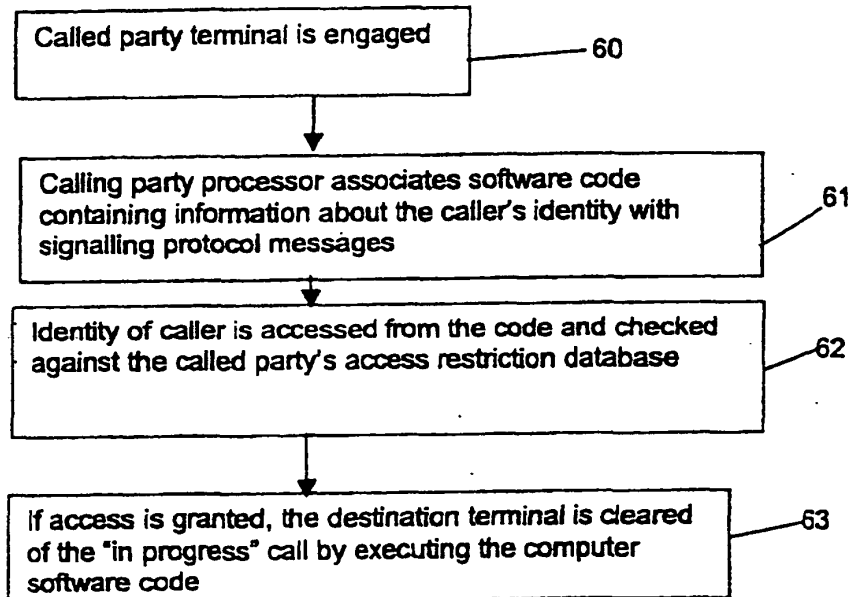 Called party terminal is engaged
60
Calling party processor associates software code
containing information about the caller's identity with
signalling protocol messages
61
Identity of caller is accessed from the code and checked
against the called party's access restriction database
62
If access is granted, the destination terminal is cleared
of the "in progress" call by executing the computer
software code
63